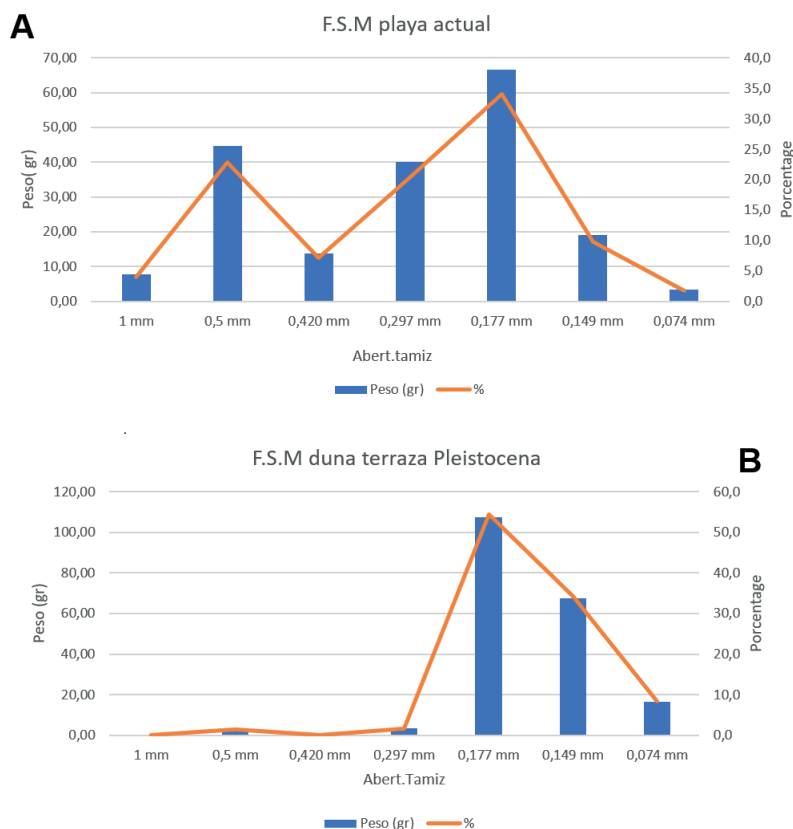 A
F.S.M playa actual
70,00
60,00
50,00
40,00
30,00
20,00
10,00
0,00
Peso( gr)
40,0
35,0
30,0
25,0
20,0
15,0
10,0
5,0
0,0
Porcentage
1 mm 0,5 mm 0,420 mm 0,297 mm 0,177 mm 0,149 mm 0,074 mm
Abert.tamiz
Peso (gr) %
F.S.M duna terraza Pleistocena
B
120,00
100,00
80,00
60,00
40,00
20,00
0,00
Peso (gr)
60,0
50,0
40,0
30,0
20,0
10,0
0,0
Porcentage
1 mm 0,5 mm 0,420 mm 0,297 mm 0,177 mm 0,149 mm 0,074 mm
Abert.Tamiz
Peso (gr) %